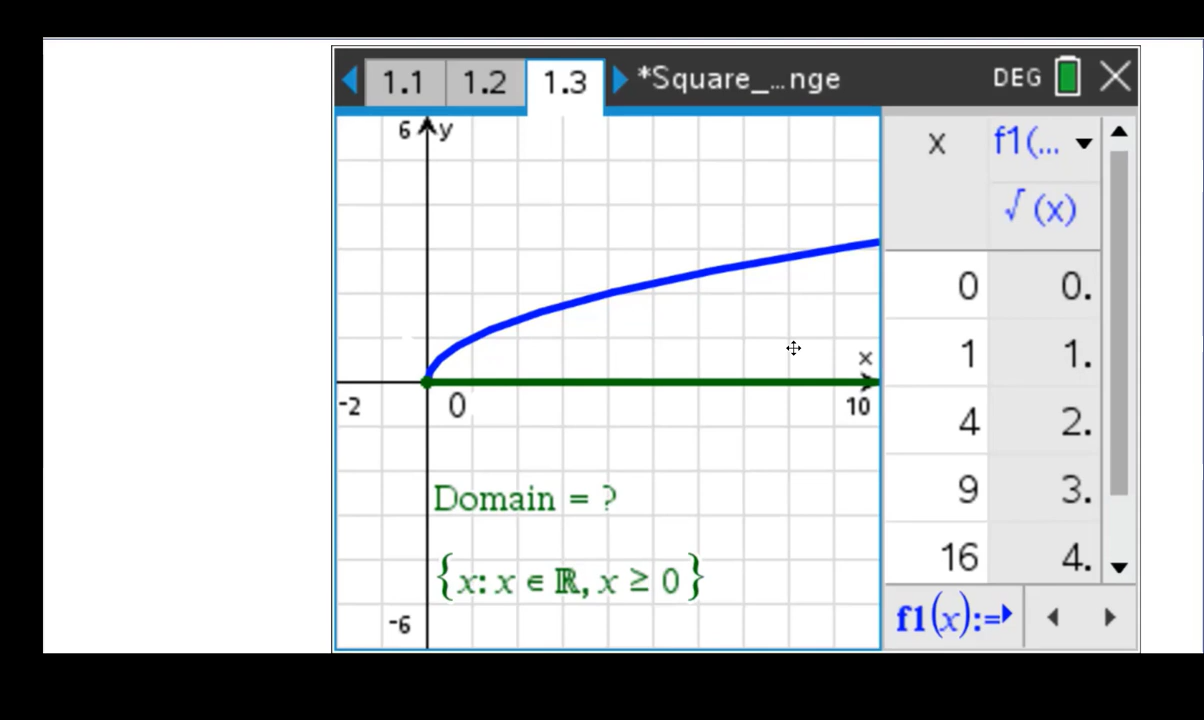 1.1 1.2 1.3 *Square_...nge DEG
6 y
x
-2 0 10
Domain = ?
{x: x ∈ ℝ, x ≥ 0}
-6
x f1(...
√(x)
0 0.
1 1.
4 2.
9 3.
16 4.
f1(x):=